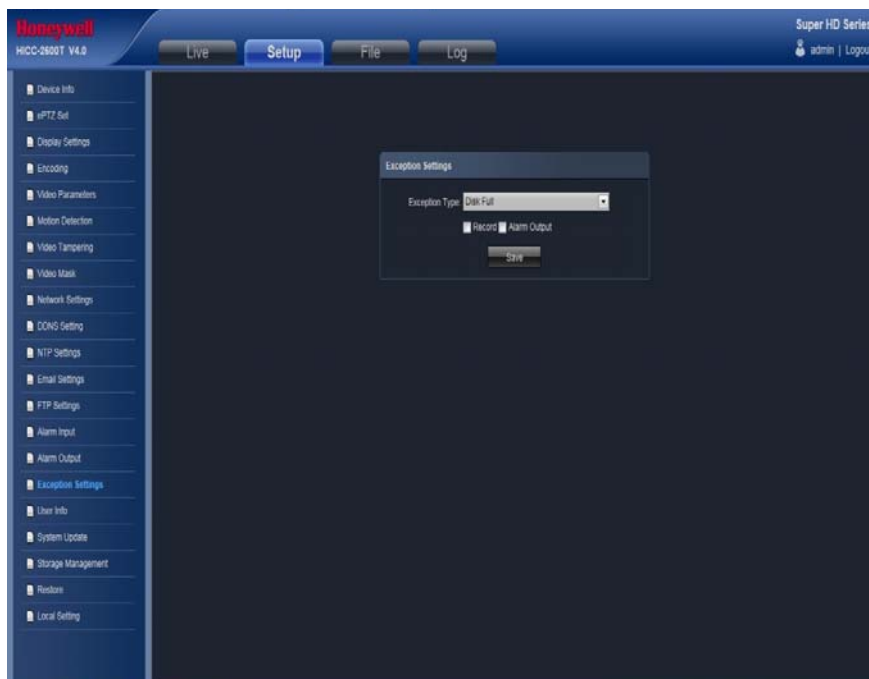 Honeywell
HICC-2600T V4.0
Live
Setup
File
Log
Super HD Series
admin | Logou
Device Info
ePTZ Set
Display Settings
Encoding
Video Parameters
Motion Detection
Video Tampering
Video Mask
Network Settings
DDNS Setting
NTP Settings
Email Settings
FTP Settings
Alarm Input
Alarm Output
Exception Settings
User Info
System Update
Storage Management
Restore
Local Setting
Exception Settings
Exception Type: Disk Full
Record Alarm Output
Save